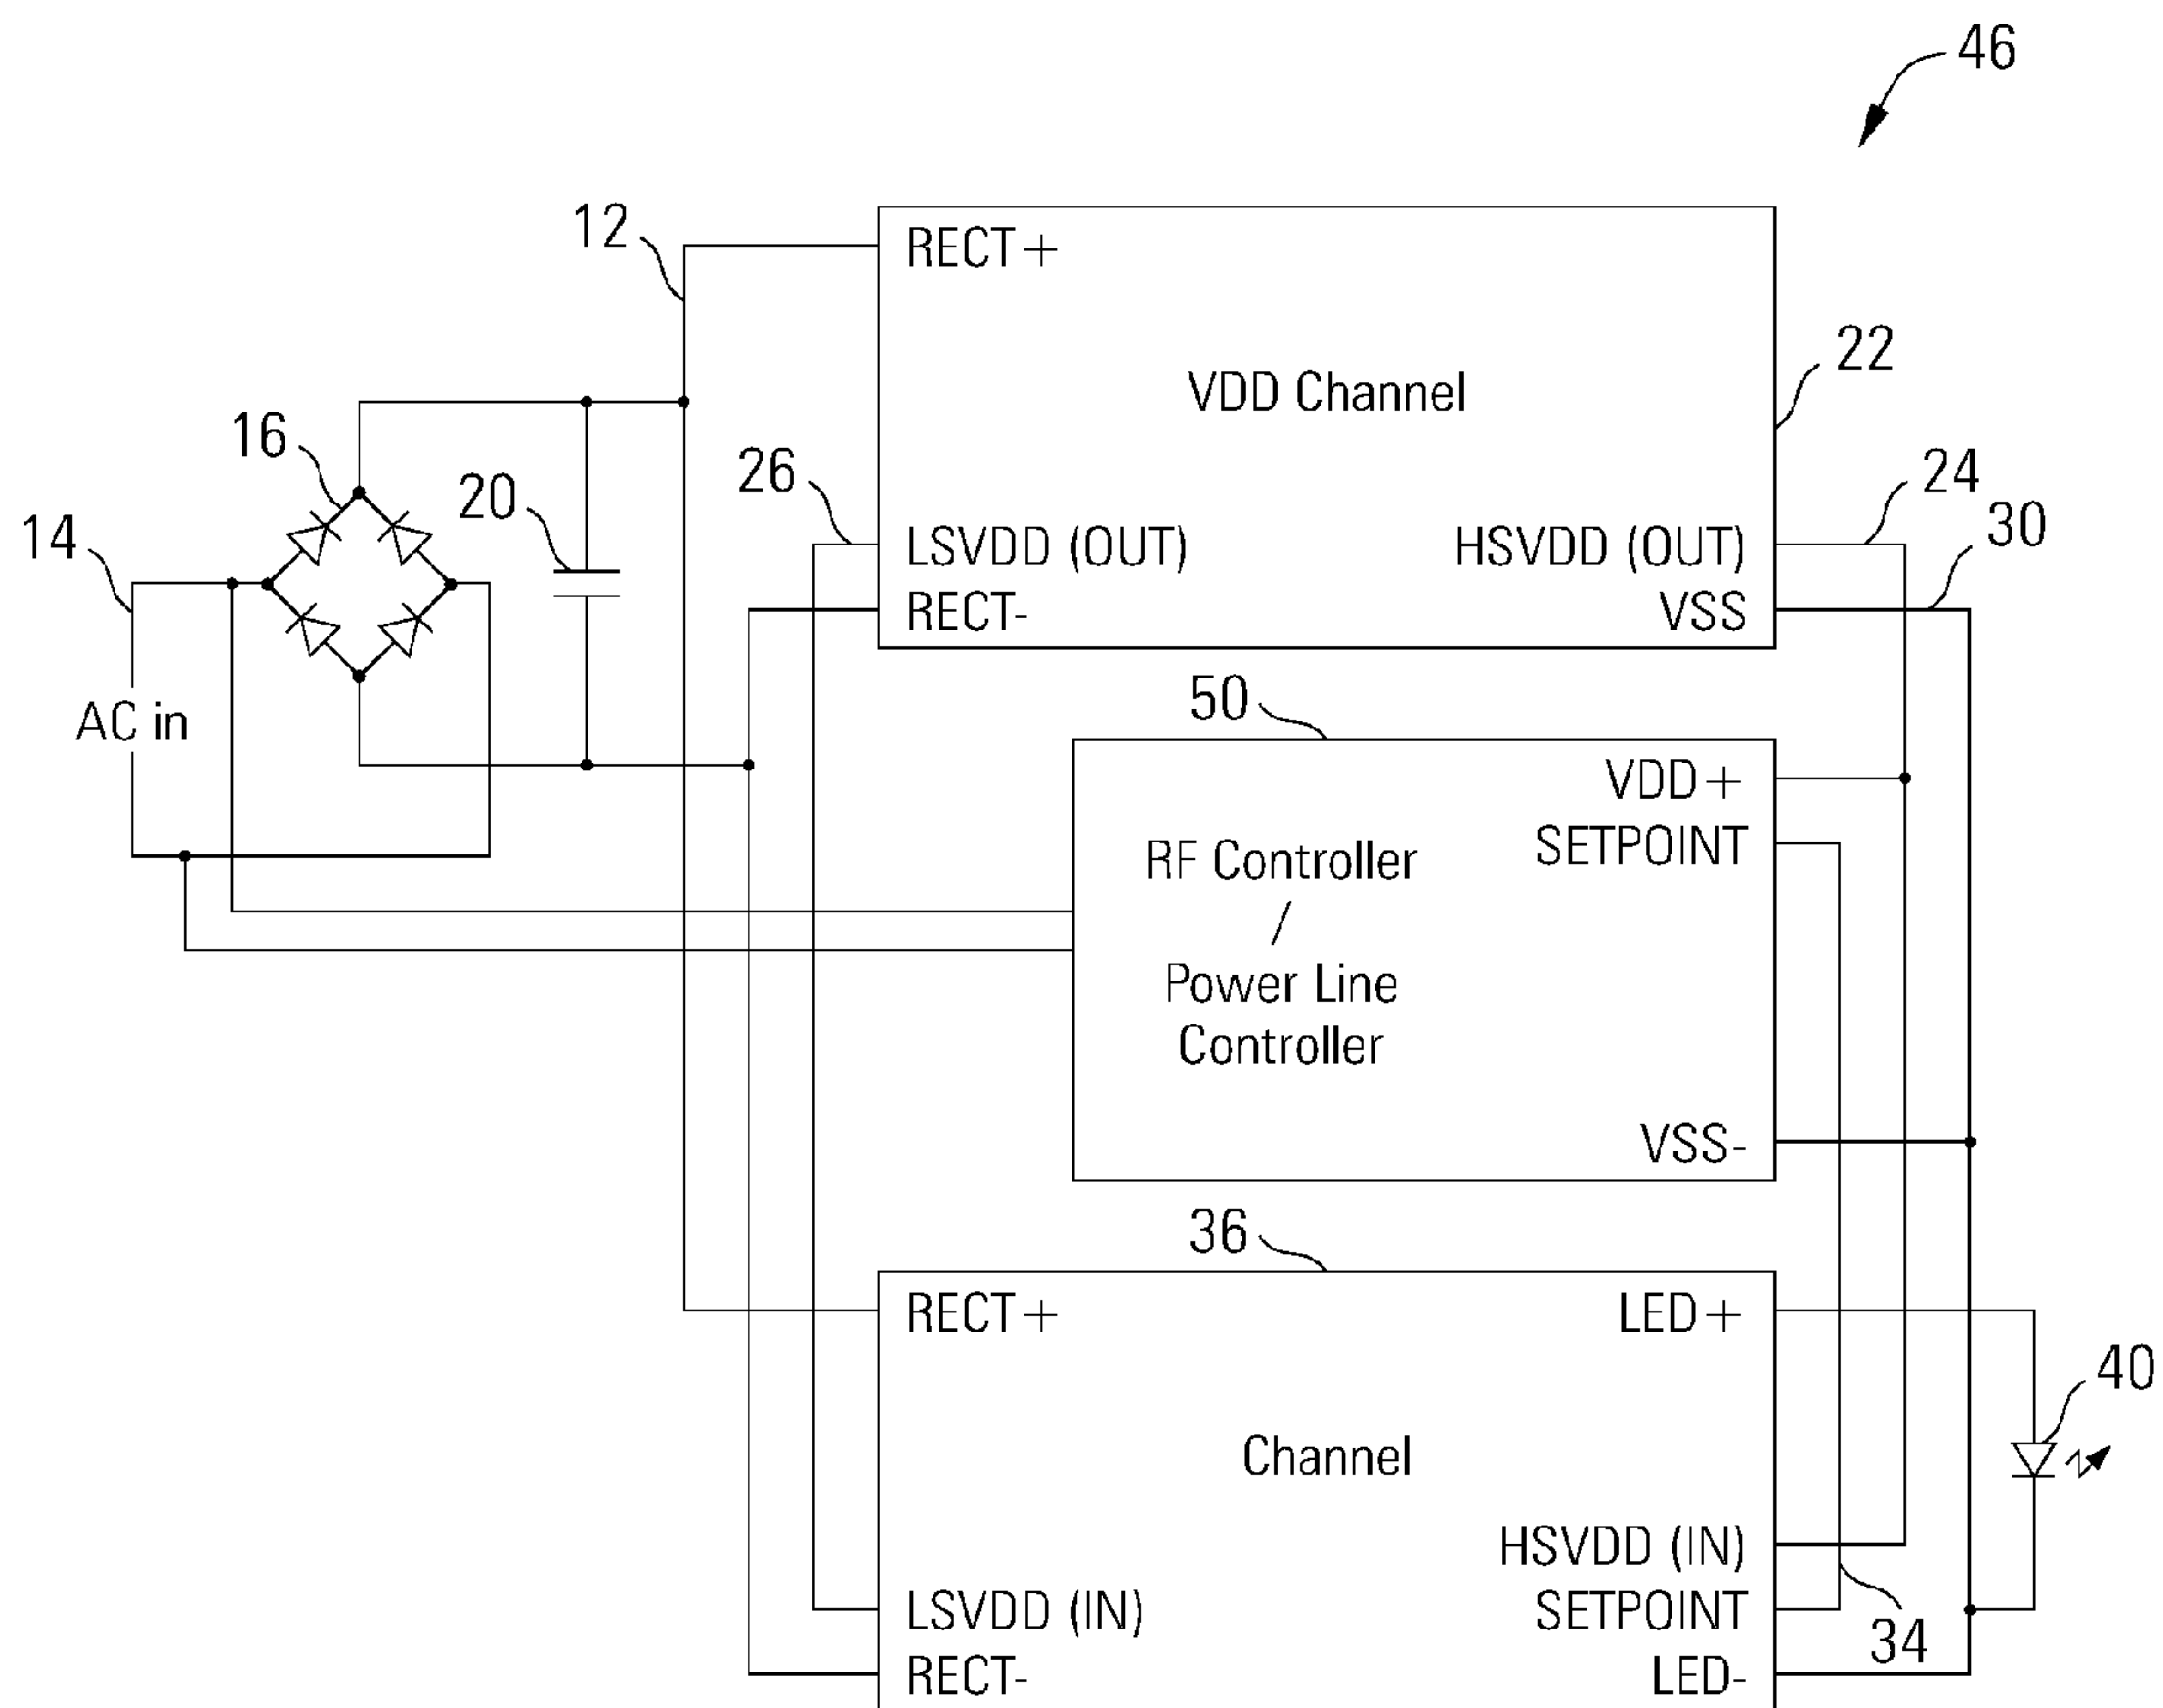 46
12
RECT+
22
VDD Channel
16
26
24
20
30
14
LSVDD (OUT)
HSVDD (OUT)
RECT-
VSS
50
AC in
VDD+
SETPOINT
RF Controller
/
Power Line
Controller
VSS-
36
RECT+
LED+
40
Channel
HSVDD (IN)
LSVDD (IN)
SETPOINT
34
RECT-
LED-